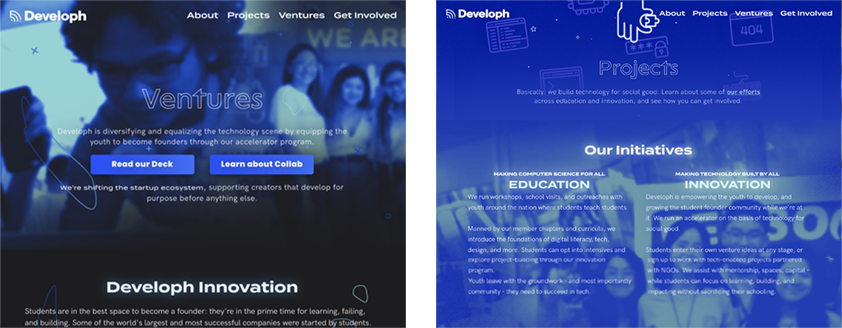 Developh
About Projects Ventures Get Involved
WE ARE
Ventures
Developh is diversifying and equalizing the technology scene by equipping the
youth to become founders through our accelerator program.
Read our Deck
Learn about Collab
We're shifting the startup ecosystem, supporting creators that develop for
purpose before anything else.
Developh Innovation
Students are in the best space to become a founder: they're in the prime time for learning, failing,
and building. Some of the world's largest and most successful companies were started by students.
Developh
About Projects Ventures Get Involved
404
Projects
Basically: we build technology for social good. Learn about some of our efforts
across education and innovation, and see how you can get involved.
Our Initiatives
MAKING COMPUTER SCIENCE FOR ALL
EDUCATION
We run workshops, school visits, and outreaches with
youth around the nation where students teach students.
Manned by our member chapters and curricula, we
introduce the foundations of digital literacy, tech,
design, and more. Students can opt into intensives and
explore project-building through our innovation
program.
Youth leave with the groundwork - and most importantly
community - they need to succeed in tech.
MAKING TECHNOLOGY BUILT BY ALL
INNOVATION
Developh is empowering the youth to develop, and
growing the student founder community while we're at
it. We run an accelerator on the basis of technology for
social good.
Students enter their own venture ideas at any stage, or
sign up to work with tech-enabled projects partnered
with NGOs. We assist with mentorship, spaces, capital -
while students can focus on learning, building, and
impacting without sacrificing their schooling.